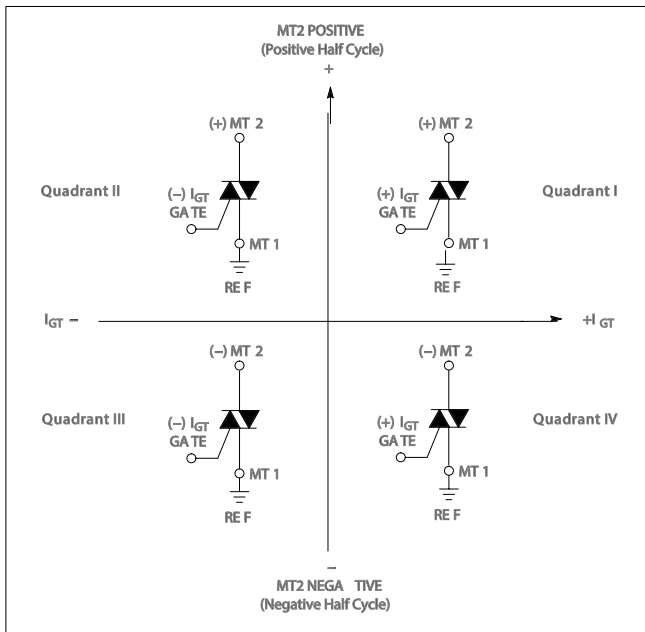 MT2 POSITIVE
(Positive Half Cycle)
+
(+) MT 2
(+) MT 2
Quadrant II
(−) IGT
GA TE
(+) IGT
GA TE
Quadrant I
MT 1
MT 1
RE F
RE F
IGT −
+I GT
(−) MT 2
(−) MT 2
Quadrant III
(−) IGT
GA TE
(+) IGT
GA TE
Quadrant IV
MT 1
MT 1
RE F
RE F
−
MT2 NEGA TIVE
(Negative Half Cycle)